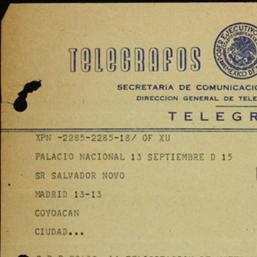 TELEGRAFOS
SECRETARIA DE COMUNICACIO
DIRECCION GENERAL DE TELE
TELEGR
XPN -2285-2285-18/ OF XU
PALACIO NACIONAL 13 SEPTIEMBRE D 15
SR SALVADOR NOVO
MADRID 13-13
COYOACAN
CIUDAD...